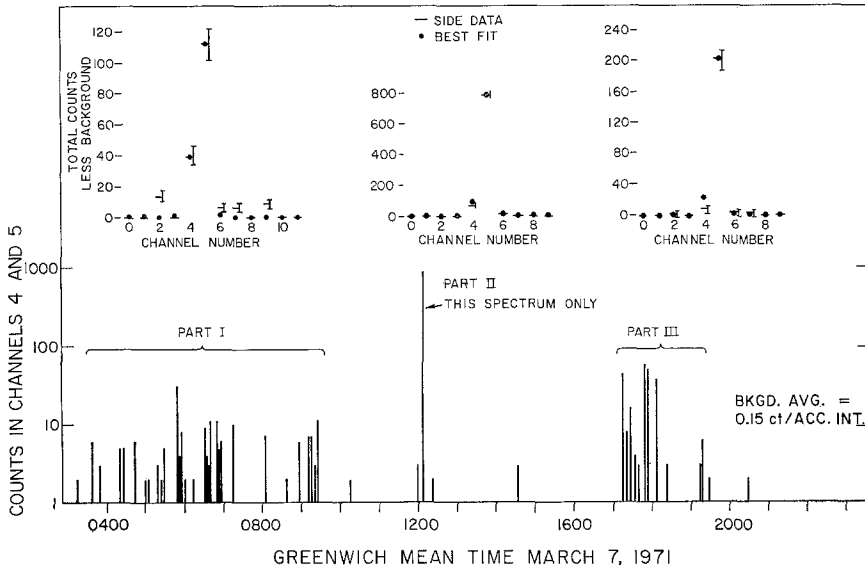 SIDE DATA
BEST FIT
TOTAL COUNTS
LESS BACKGROUND
120
100
80
60
40
20
0
0 2 4 6 8 10
CHANNEL NUMBER
800
600
400
200
0
0 2 4 6 8
CHANNEL NUMBER
240
200
160
120
80
40
0
0 2 4 6 8
CHANNEL NUMBER
COUNTS IN CHANNELS 4 AND 5
1000
100
10
1
PART I
PART II
THIS SPECTRUM ONLY
PART III
BKGD. AVG. =
0.15 ct/ACC. INT.
0400 0800 1200 1600 2000
GREENWICH MEAN TIME MARCH 7, 1971